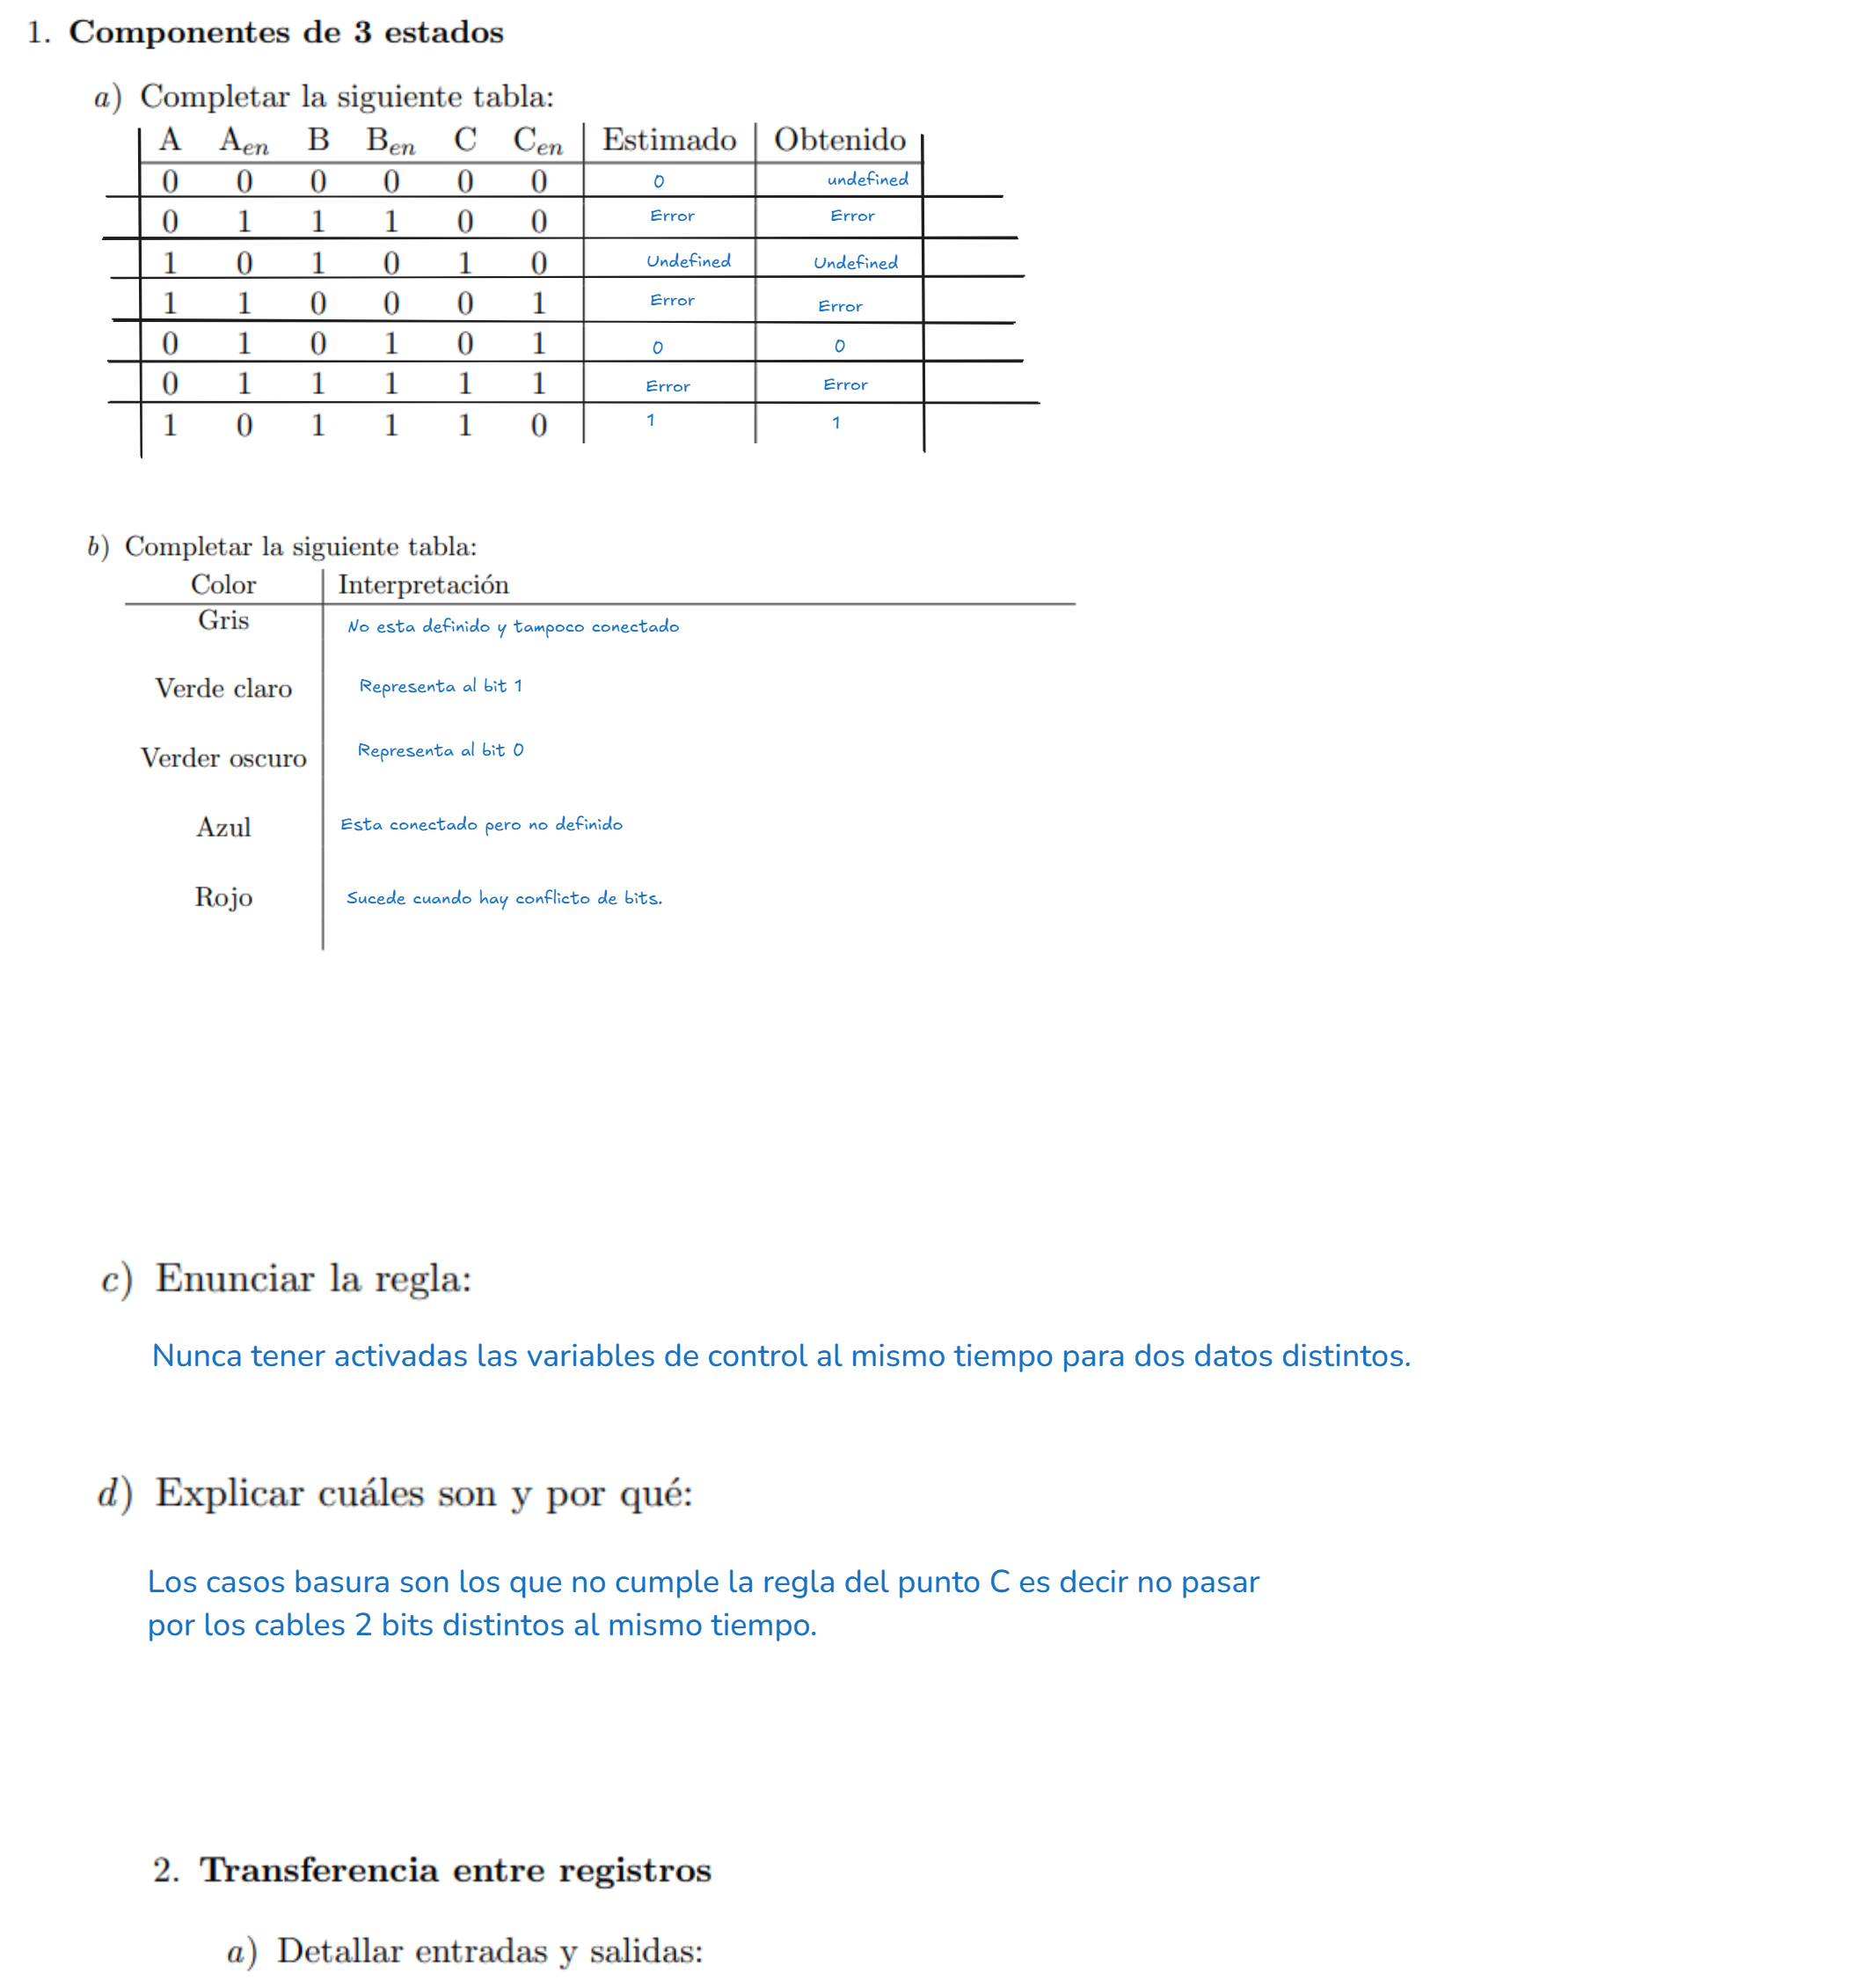 1. Componentes de 3 estados
a) Completar la siguiente tabla:
A A_en B B_en C C_en Estimado Obtenido
0 0 0 0 0 0 0 undefined
0 1 1 1 0 0 Error Error
1 0 1 0 1 0 Undefined Undefined
1 1 0 0 0 1 Error Error
0 1 0 1 0 1 0 0
0 1 1 1 1 1 Error Error
1 0 1 1 1 0 1 1
b) Completar la siguiente tabla:
Color Interpretación
Gris No esta definido y tampoco conectado
Verde claro Representa al bit 1
Verder oscuro Representa al bit 0
Azul Esta conectado pero no definido
Rojo Sucede cuando hay conflicto de bits.
c) Enunciar la regla:
Nunca tener activadas las variables de control al mismo tiempo para dos datos distintos.
d) Explicar cuáles son y por qué:
Los casos basura son los que no cumple la regla del punto C es decir no pasar
por los cables 2 bits distintos al mismo tiempo.
2. Transferencia entre registros
a) Detallar entradas y salidas: